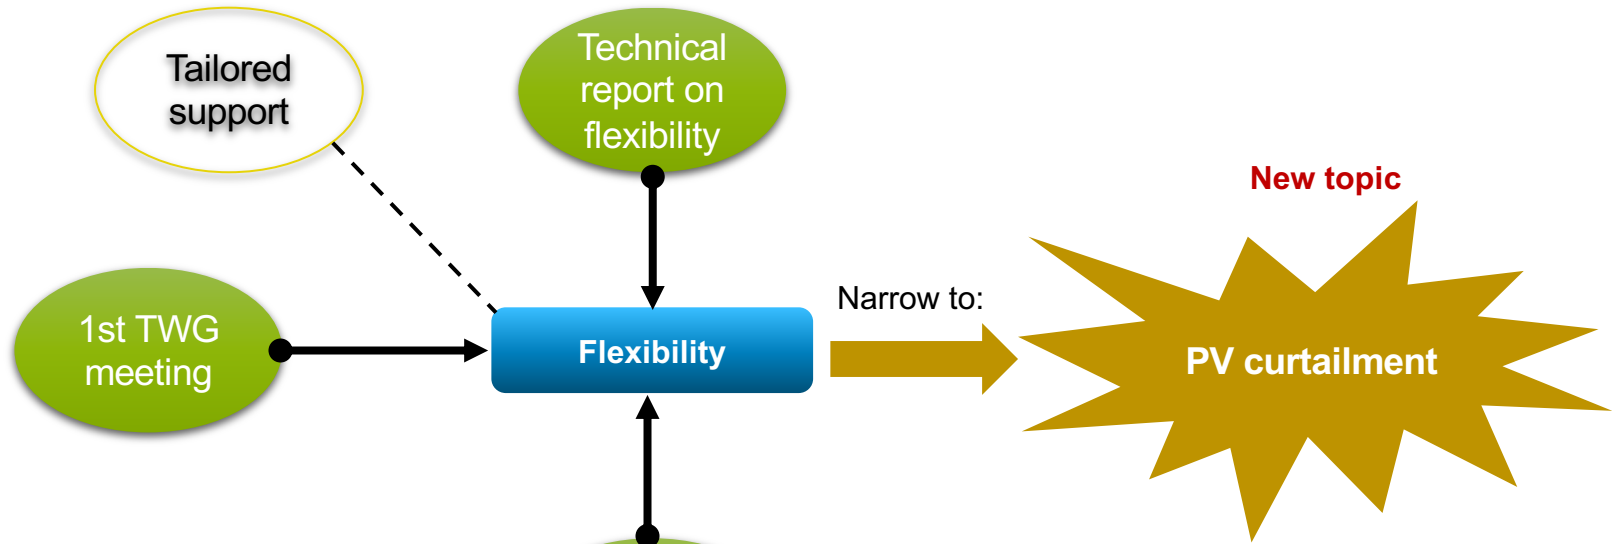 Tailored
support
Technical
report on
flexibility
New topic
1st TWG
meeting
Flexibility
Narrow to:
PV curtailment